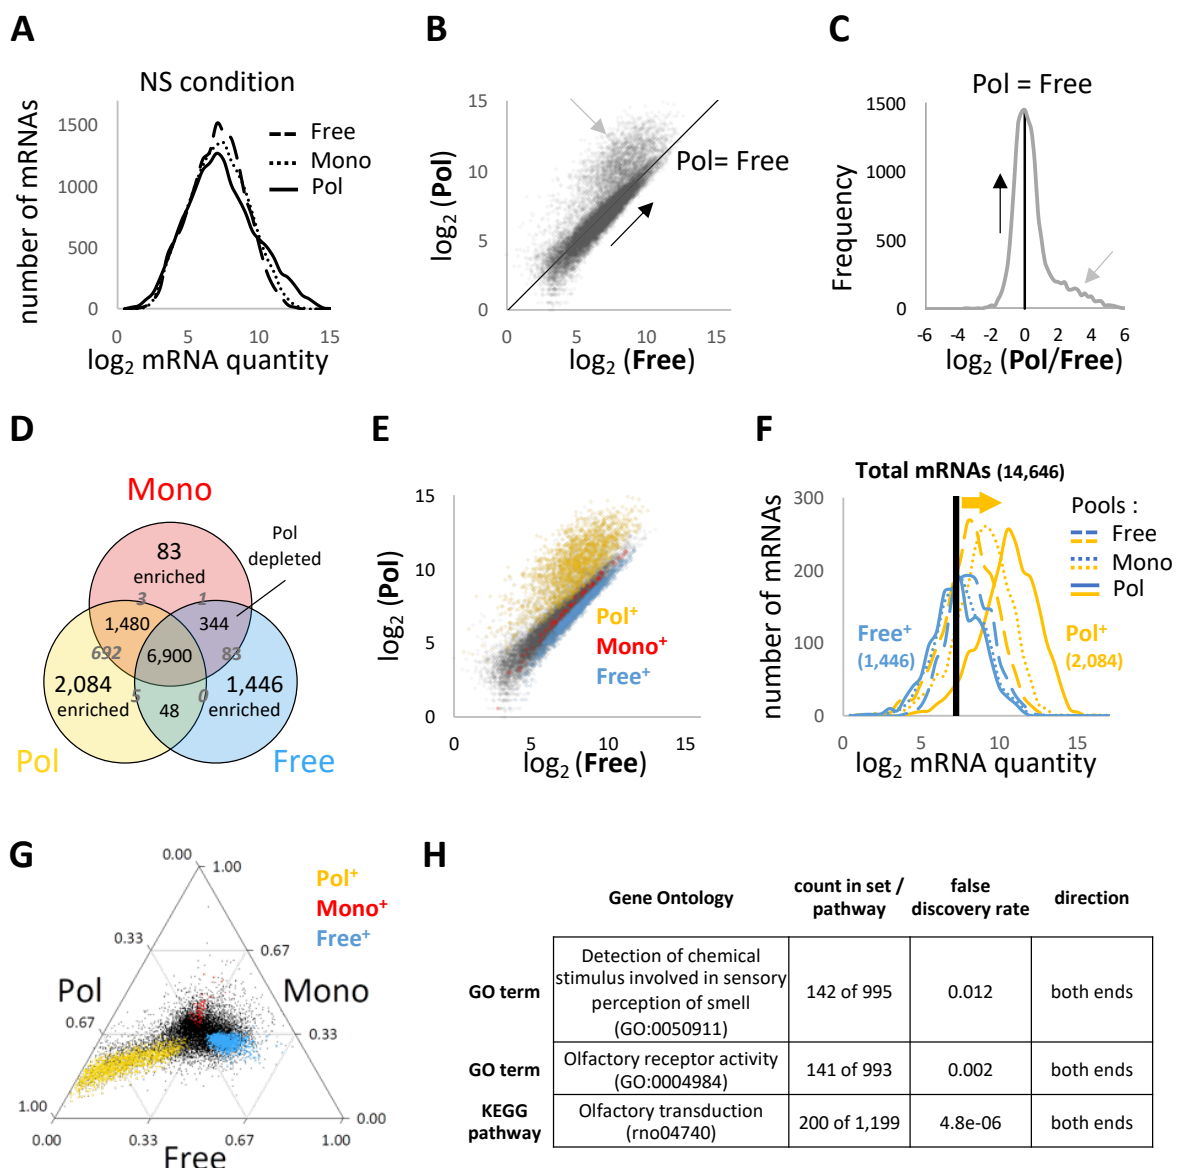 A
NS condition
number of mRNAs
1500
1000
500
0
Free
Mono
Pol
0 5 10 15
log2 mRNA quantity
B
log2 (Pol)
15
10
5
0
Pol= Free
0 5 10 15
log2 (Free)
C
Pol = Free
Frequency
1500
1000
500
0
-6 -4 -2 0 2 4 6
log2 (Pol/Free)
D
Mono
83
enriched
Pol
depleted
3 1
1,480 344
692 6,900 83
2,084 1,446
enriched enriched
5 0
48
Pol Free
E
log2 (Pol)
15
10
5
0
Pol+
Mono+
Free+
0 5 10 15
log2 (Free)
F
Total mRNAs (14,646)
number of mRNAs
300
200
100
0
Pools :
Free
Mono
Pol
Free+
(1,446)
Pol+
(2,084)
0 5 10 15
log2 mRNA quantity
G
0.00
1.00
Pol+
Mono+
Free+
0.33
0.67
Pol Mono
0.67
0.33
1.00
0.00
0.00 0.33 0.67 1.00
Free
H
Gene Ontology
count in set /
pathway
false
discovery rate
direction
GO term
Detection of chemical
stimulus involved in sensory
perception of smell
(GO:0050911)
142 of 995
0.012
both ends
GO term
Olfactory receptor activity
(GO:0004984)
141 of 993
0.002
both ends
KEGG
pathway
Olfactory transduction
(rno04740)
200 of 1,199
4.8e-06
both ends